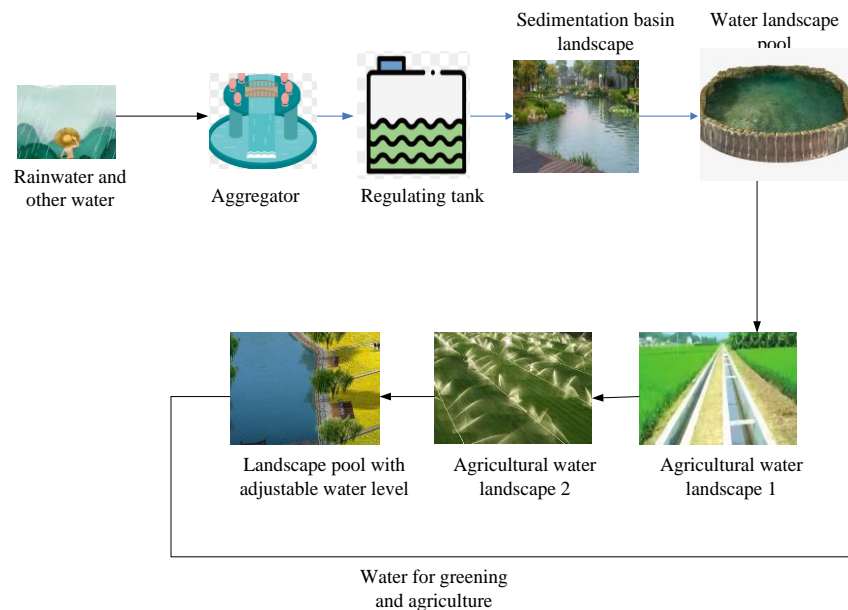 Sedimentation basin
landscape
Water landscape
pool
Rainwater and
other water
Aggregator
Regulating tank
Landscape pool with
adjustable water level
Agricultural water
landscape 2
Agricultural water
landscape 1
Water for greening
and agriculture